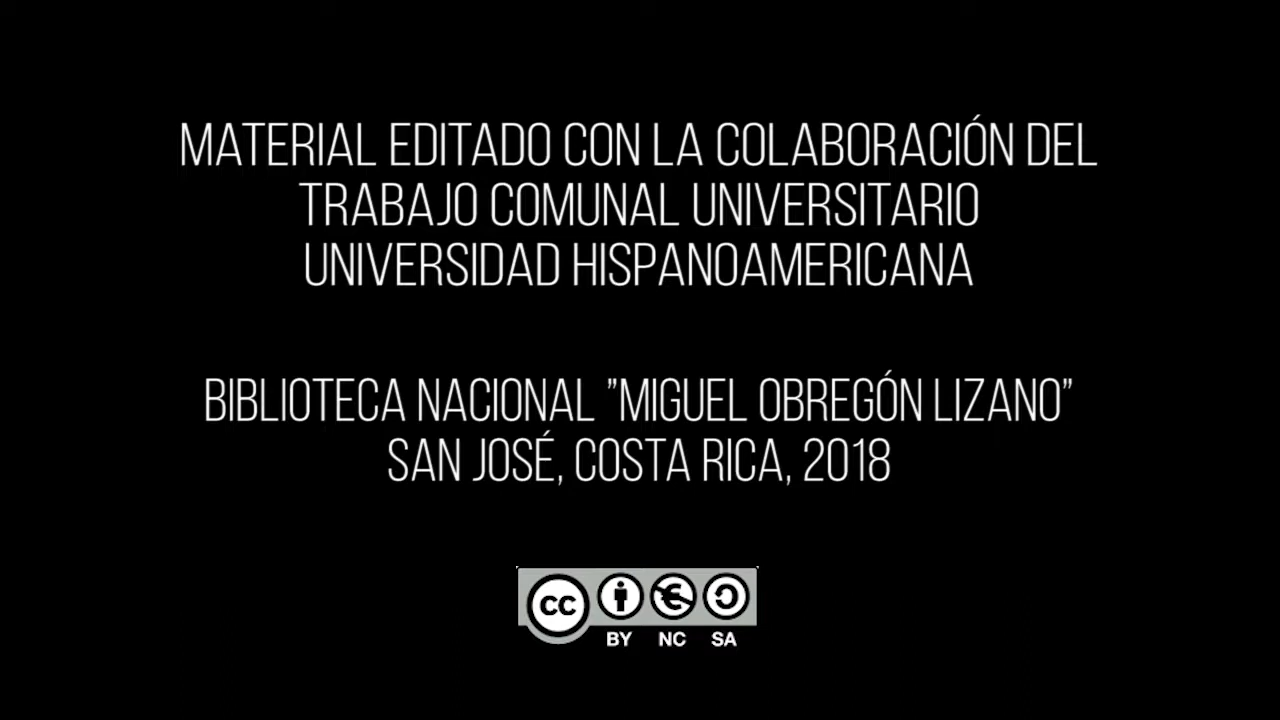 MATERIAL EDITADO CON LA COLABORACIÓN DEL
TRABAJO COMUNAL UNIVERSITARIO
UNIVERSIDAD HISPANOAMERICANA
BIBLIOTECA NACIONAL ”MIGUEL OBREGÓN LIZANO”
SAN JOSÉ, COSTA RICA, 2018
CC
BY NC SA